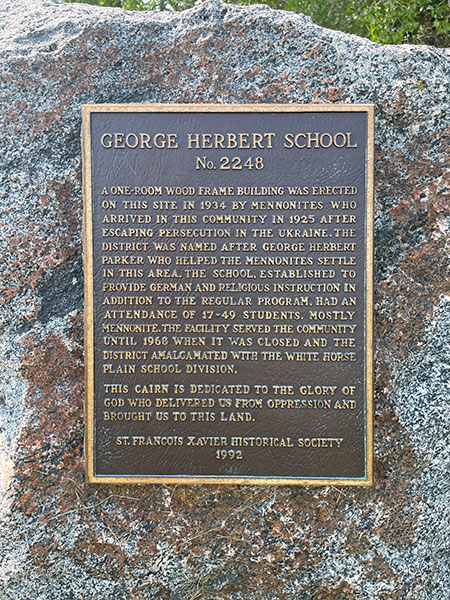 GEORGE HERBERT SCHOOL
No. 2248
A ONE-ROOM WOOD FRAME BUILDING WAS ERECTED
ON THIS SITE IN 1934 BY MENNONITES WHO
ARRIVED IN THIS COMMUNITY IN 1925 AFTER
ESCAPING PERSECUTION IN THE UKRAINE. THE
DISTRICT WAS NAMED AFTER GEORGE HERBERT
PARKER WHO HELPED THE MENNONITES SETTLE
IN THIS AREA. THE SCHOOL, ESTABLISHED TO
PROVIDE GERMAN AND RELIGIOUS INSTRUCTION IN
ADDITION TO THE REGULAR PROGRAM, HAD AN
ATTENDANCE OF 17-49 STUDENTS, MOSTLY
MENNONITE. THE FACILITY SERVED THE COMMUNITY
UNTIL 1968 WHEN IT WAS CLOSED AND THE
DISTRICT AMALGAMATED WITH THE WHITE HORSE
PLAIN SCHOOL DIVISION.
THIS CAIRN IS DEDICATED TO THE GLORY OF
GOD WHO DELIVERED US FROM OPPRESSION AND
BROUGHT US TO THIS LAND.
ST. FRANCOIS XAVIER HISTORICAL SOCIETY
1992